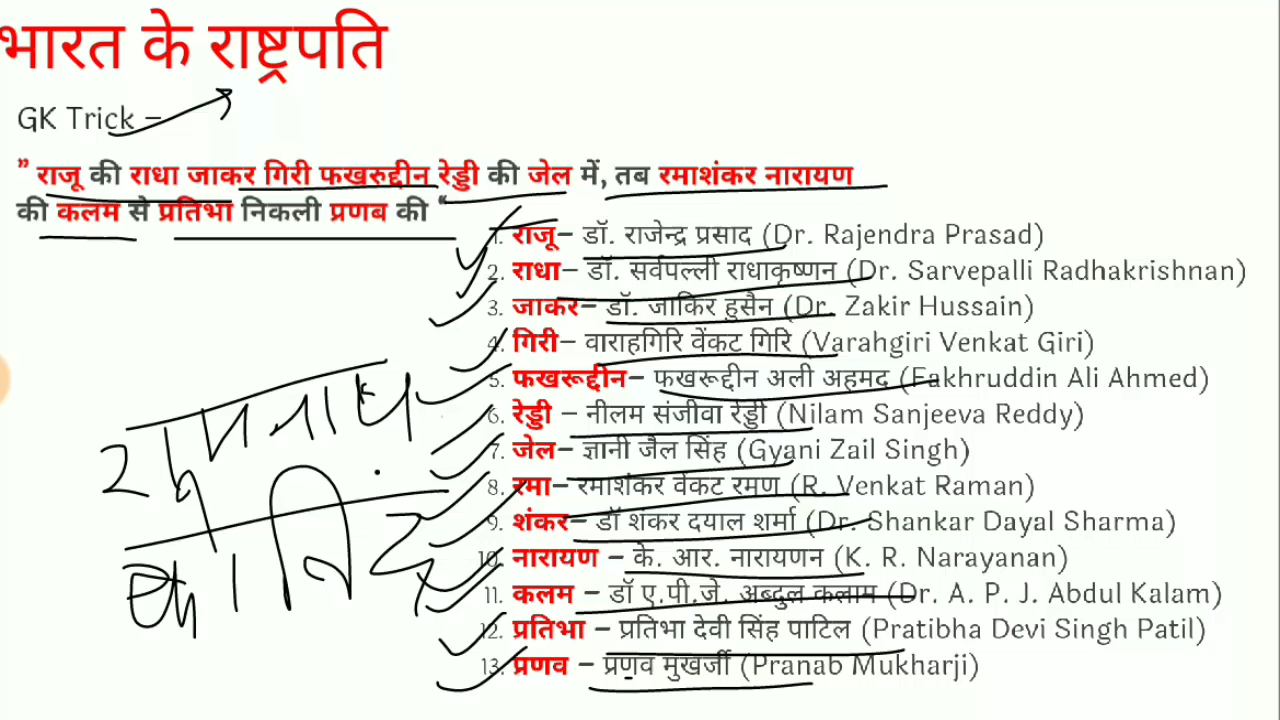 भारत के राष्ट्रपति
GK Trick –
” राजू की राधा जाकर गिरी फखरुद्दीन रेड्डी की जेल में, तब रमाशंकर नारायण
की कलम से प्रतिभा निकली प्रणब की “
1. राजू– डॉ. राजेन्द्र प्रसाद (Dr. Rajendra Prasad)
2. राधा– डॉ. सर्वपल्ली राधाकृष्णन (Dr. Sarvepalli Radhakrishnan)
3. जाकर– डॉ. जाकिर हुसैन (Dr. Zakir Hussain)
4. गिरी– वाराहगिरि वेंकट गिरि (Varahgiri Venkat Giri)
5. फखरूद्दीन– फखरूद्दीन अली अहमद (Fakhruddin Ali Ahmed)
6. रेड्डी – नीलम संजीवा रेड्डी (Nilam Sanjeeva Reddy)
7. जेल– ज्ञानी जैल सिंह (Gyani Zail Singh)
8. रमा– रमाशंकर वेंकट रमण (R. Venkat Raman)
9. शंकर– डॉ शंकर दयाल शर्मा (Dr. Shankar Dayal Sharma)
10. नारायण – के. आर. नारायणन (K. R. Narayanan)
11. कलम – डॉ ए.पी.जे. अब्दुल कलाम (Dr. A. P. J. Abdul Kalam)
12. प्रतिभा – प्रतिभा देवी सिंह पाटिल (Pratibha Devi Singh Patil)
13. प्रणव – प्रणव मुखर्जी (Pranab Mukharji)